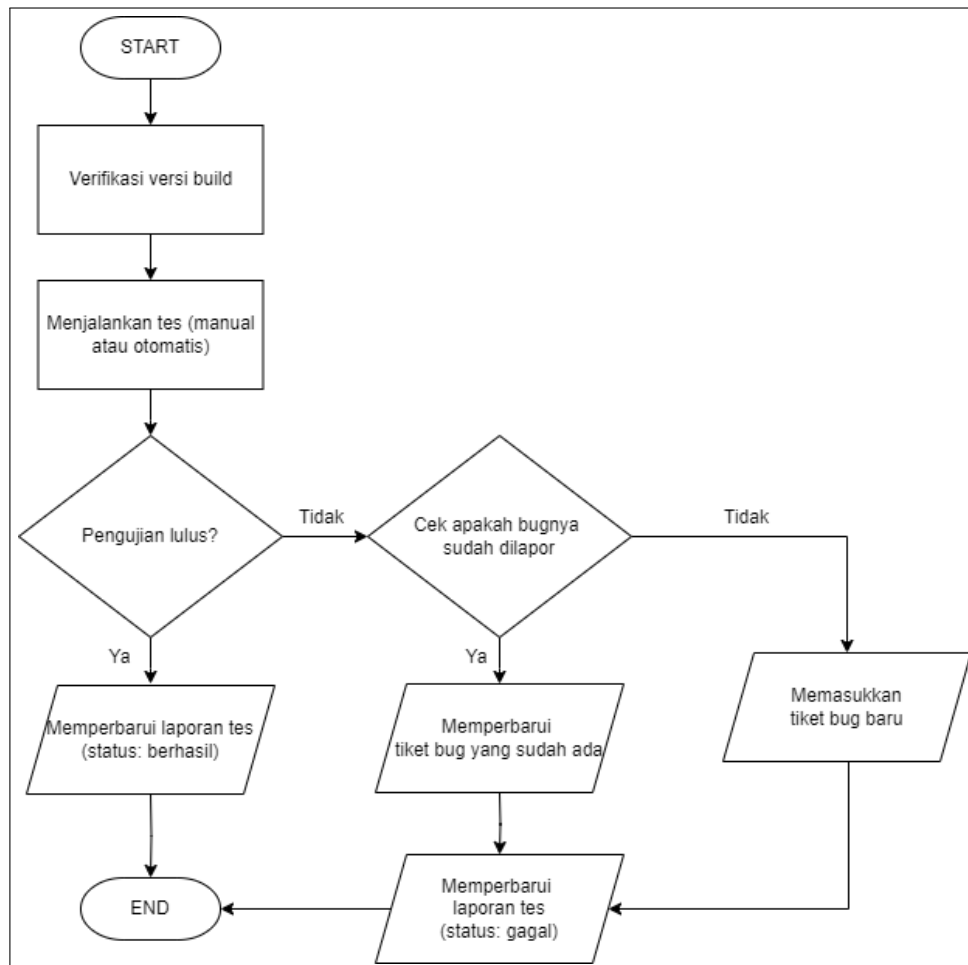 START
Verifikasi versi build
Menjalankan tes (manual
atau otomatis)
Pengujian lulus?
Tidak
Cek apakah bugnya
sudah dilapor
Tidak
Ya
Ya
Memperbarui laporan tes
(status: berhasil)
Memperbarui
tiket bug yang sudah ada
Memasukkan
tiket bug baru
END
Memperbarui
laporan tes
(status: gagal)